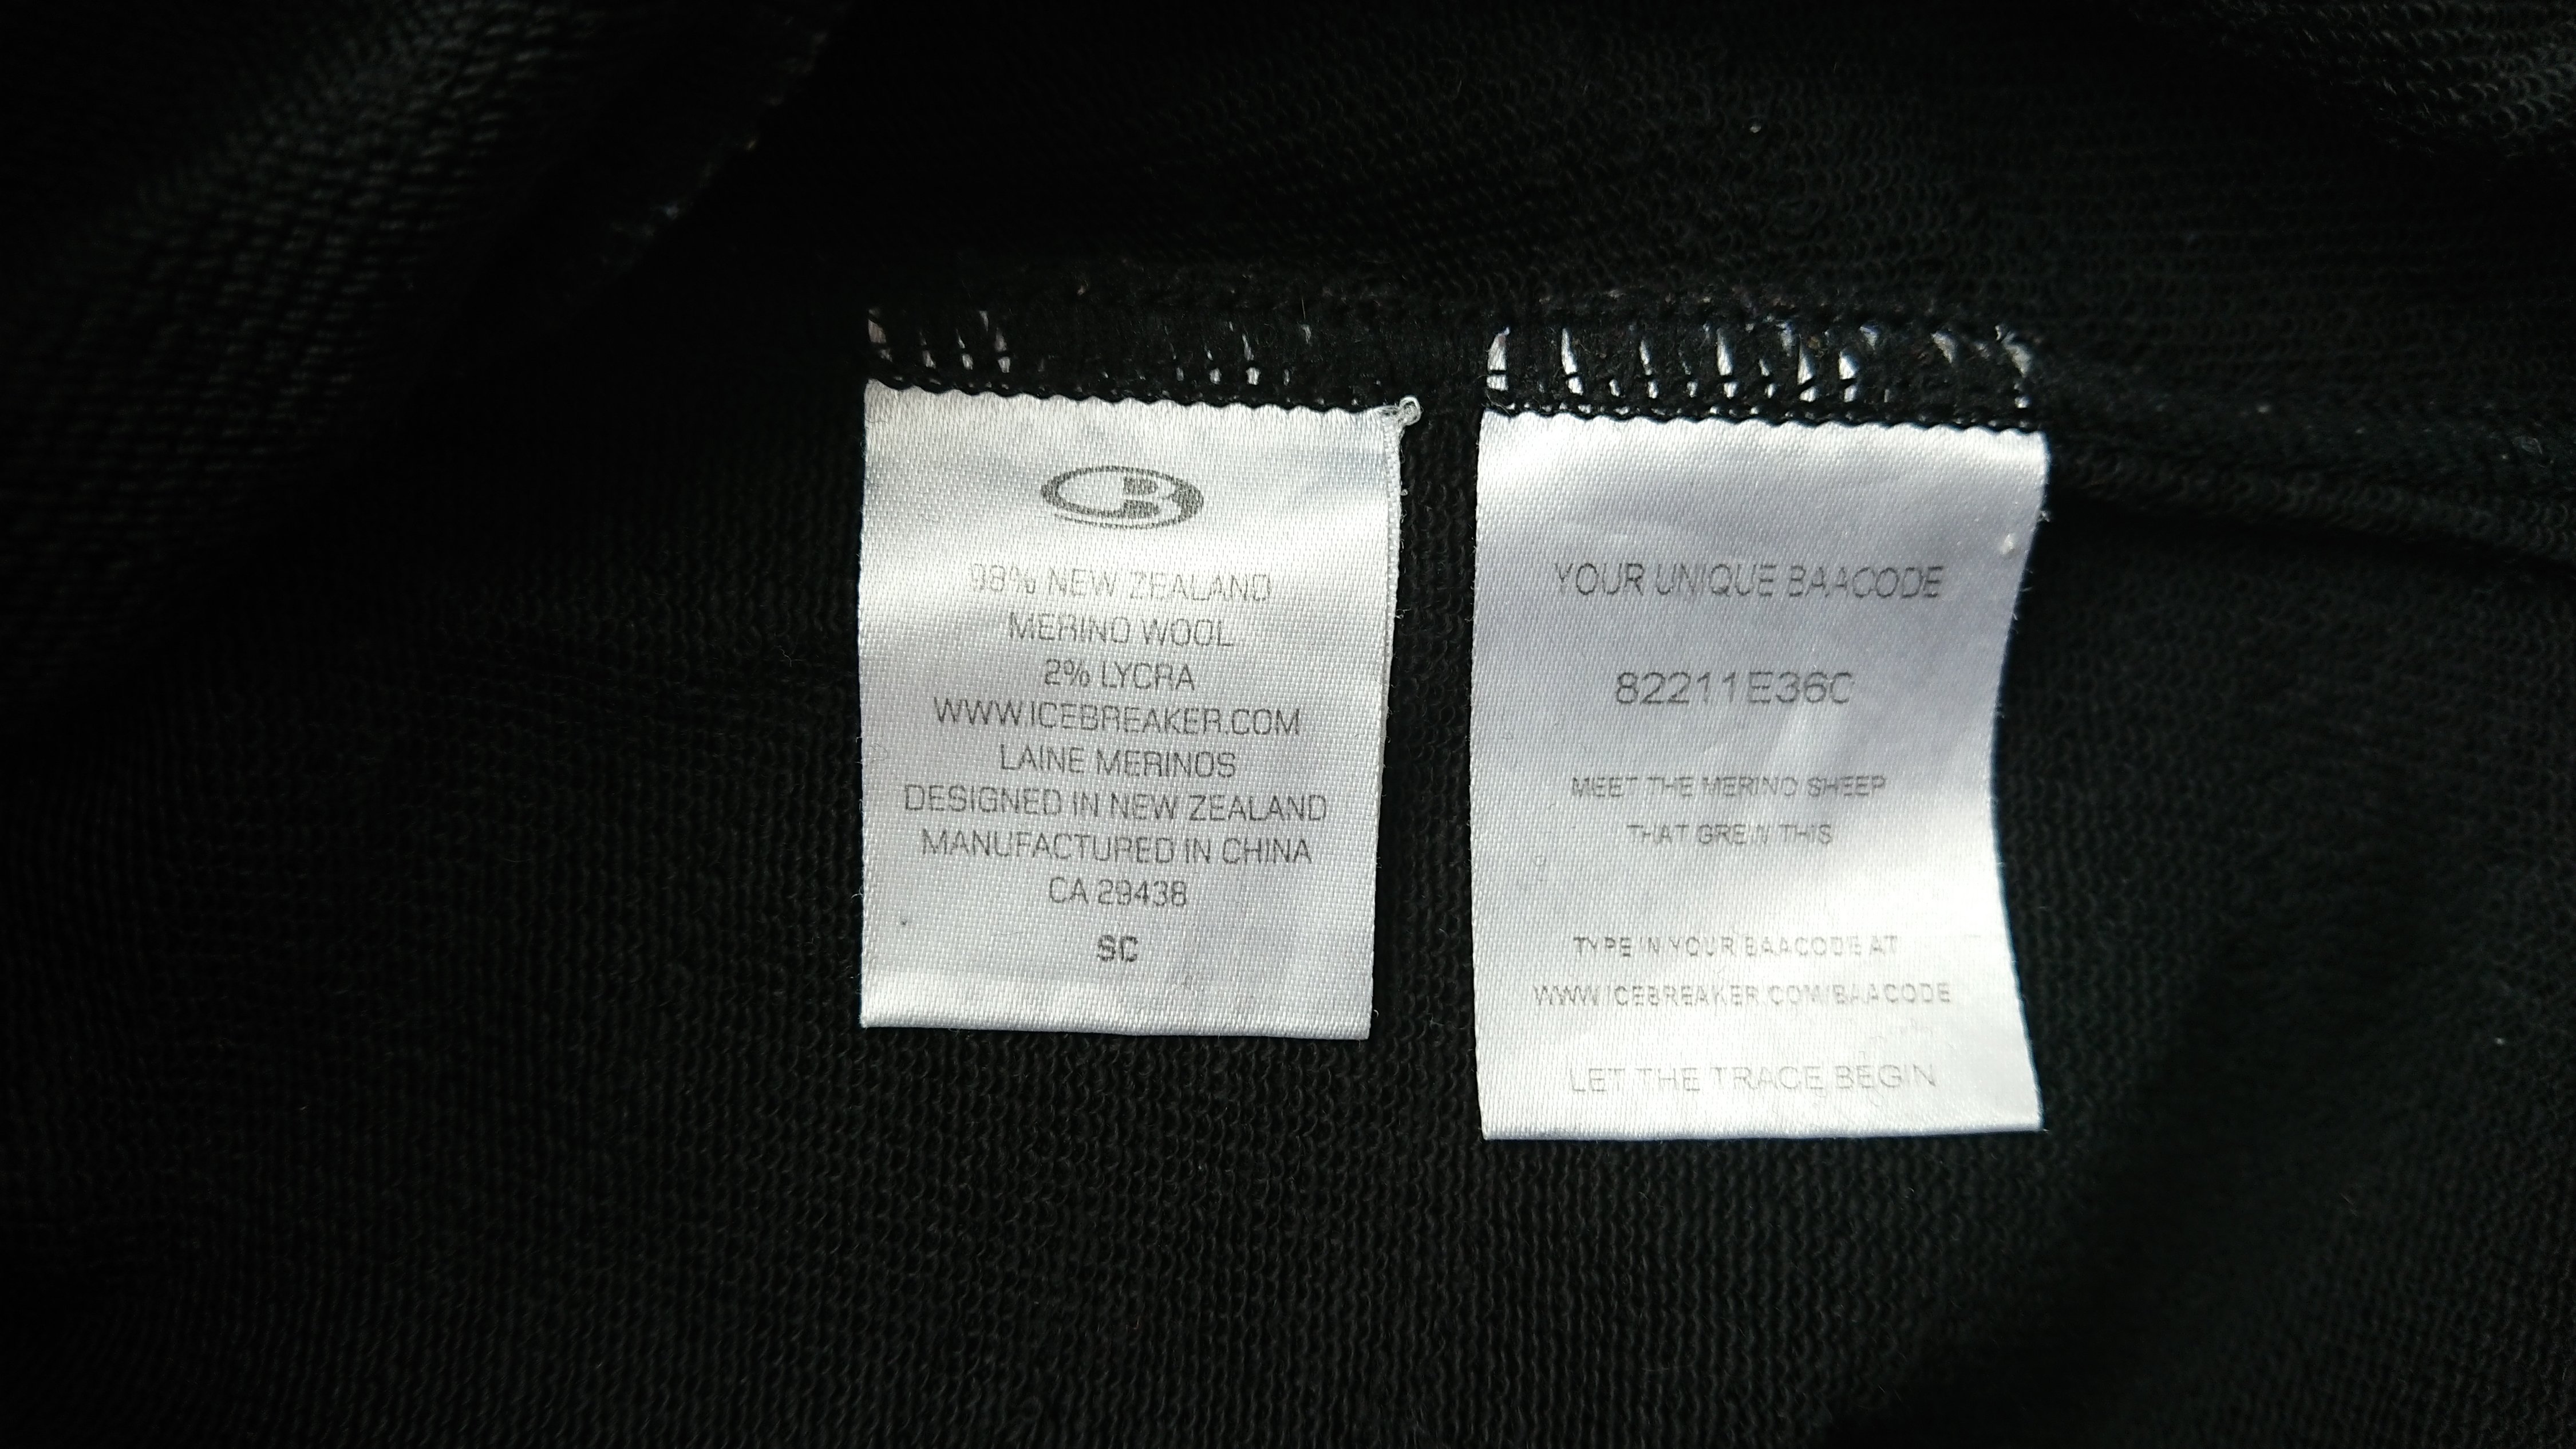 98% NEW ZEALAND
MERINO WOOL
2% LYCRA
WWW.ICEBREAKER.COM
LAINE MERINOS
DESIGNED IN NEW ZEALAND
MANUFACTURED IN CHINA
CA 29438
SC
YOUR UNIQUE BAACODE
82211E36C
MEET THE MERINO SHEEP
THAT GREW THIS
TYPE IN YOUR BAACODE AT
WWW.ICEBREAKER.COM/BAACODE
LET THE TRACE BEGIN